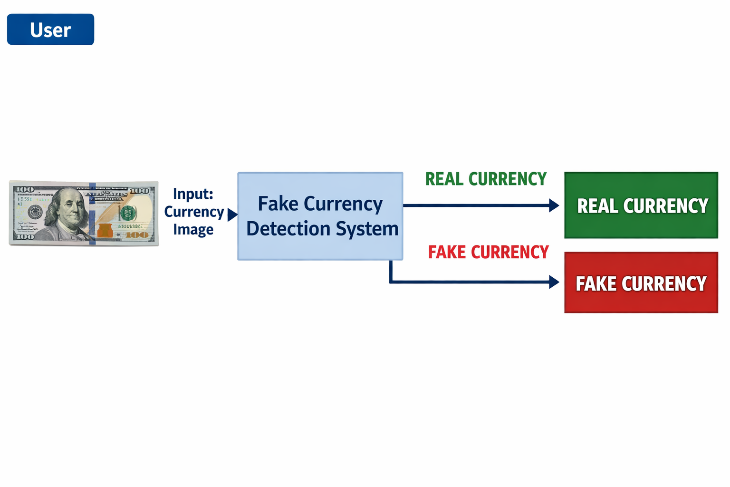 User
100
100
100
100
Input:
Currency
Image
Fake Currency
Detection System
REAL CURRENCY
REAL CURRENCY
FAKE CURRENCY
FAKE CURRENCY